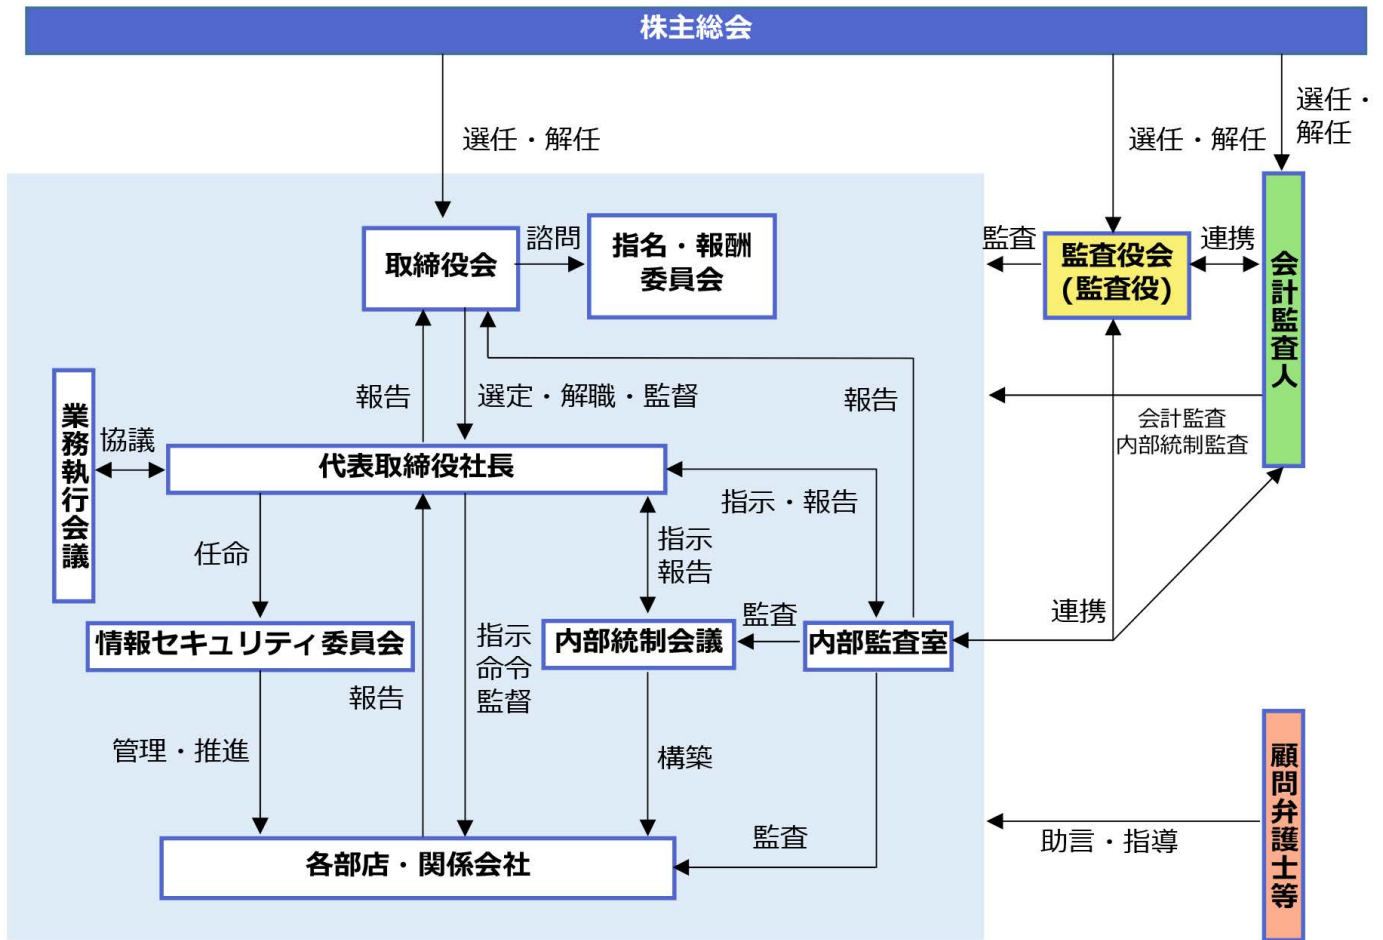 株主総会
選任・解任
選任・解任
選任・
解任
取締役会
諮問
指名・報酬
委員会
監査
監査役会
(監査役)
連携
会計監査人
報告
選定・解職・監督
報告
会計監査
内部統制監査
業務執行会議
協議
代表取締役社長
指示・報告
任命
指示
報告
情報セキュリティ委員会
指示
命令
監督
内部統制会議
監査
内部監査室
連携
報告
管理・推進
構築
監査
各部店・関係会社
助言・指導
顧問弁護士等